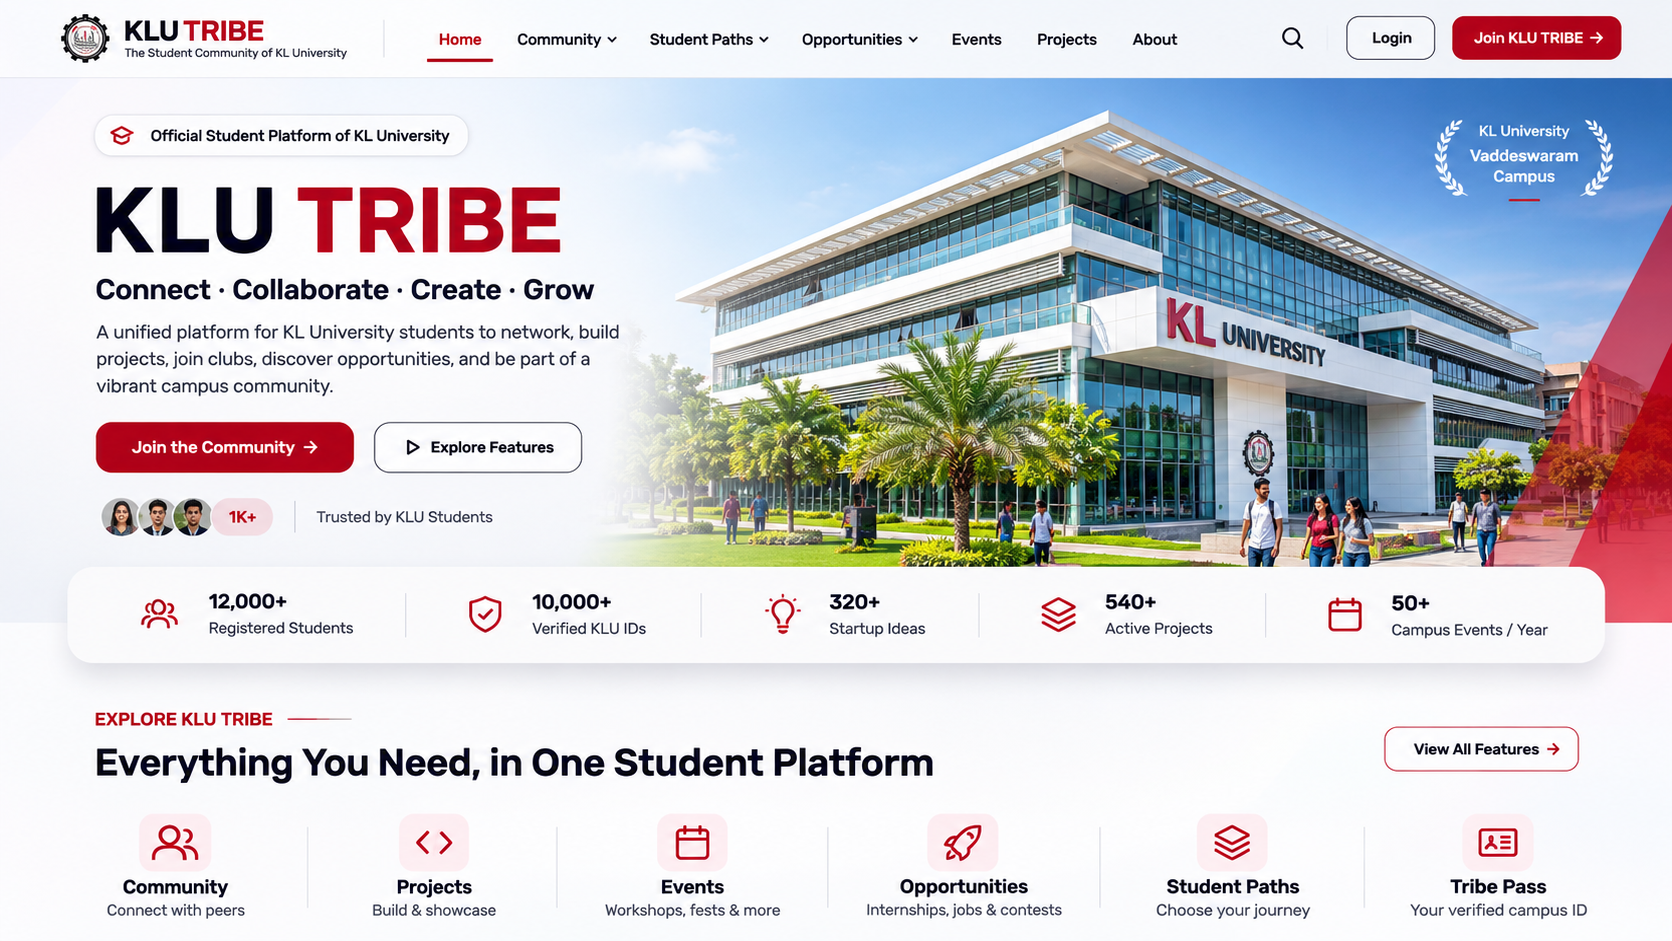 KLU TRIBE
The Student Community of KL University
Home
Community
Student Paths
Opportunities
Events
Projects
About
Login
Join KLU TRIBE →
Official Student Platform of KL University
KLU TRIBE
Connect · Collaborate · Create · Grow
A unified platform for KL University students to network, build
projects, join clubs, discover opportunities, and be part of a
vibrant campus community.
Join the Community →
Explore Features
1K+
Trusted by KLU Students
KL University
Vaddeswaram
Campus
KL UNIVERSITY
12,000+
Registered Students
10,000+
Verified KLU IDs
320+
Startup Ideas
540+
Active Projects
50+
Campus Events / Year
EXPLORE KLU TRIBE
Everything You Need, in One Student Platform
View All Features →
Community
Connect with peers
Projects
Build & showcase
Events
Workshops, fests & more
Opportunities
Internships, jobs & contests
Student Paths
Choose your journey
Tribe Pass
Your verified campus ID